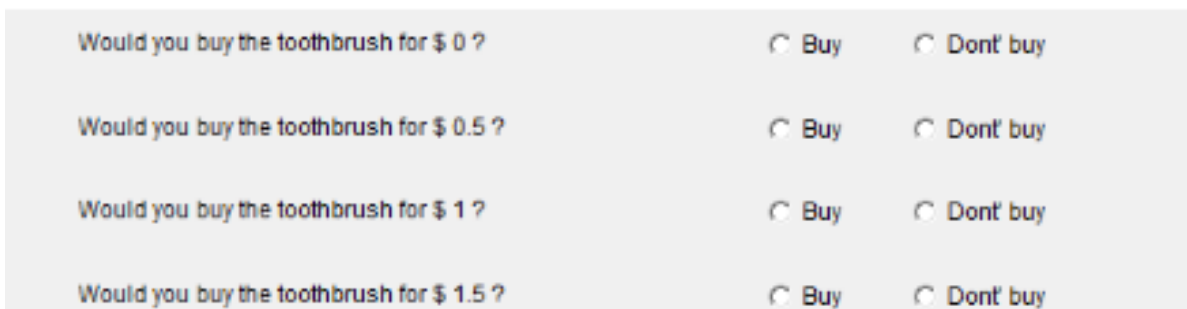 Would you buy the toothbrush for $ 0 ? Buy Dont' buy
Would you buy the toothbrush for $ 0.5 ? Buy Dont' buy
Would you buy the toothbrush for $ 1 ? Buy Dont' buy
Would you buy the toothbrush for $ 1.5 ? Buy Dont' buy